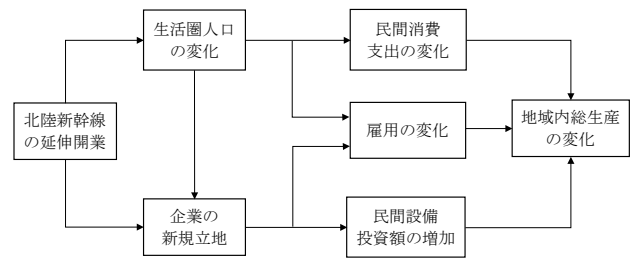 生活圏人口
の変化
民間消費
支出の変化
北陸新幹線
の延伸開業
雇用の変化
地域内総生産
の変化
企業の
新規立地
民間設備
投資額の増加